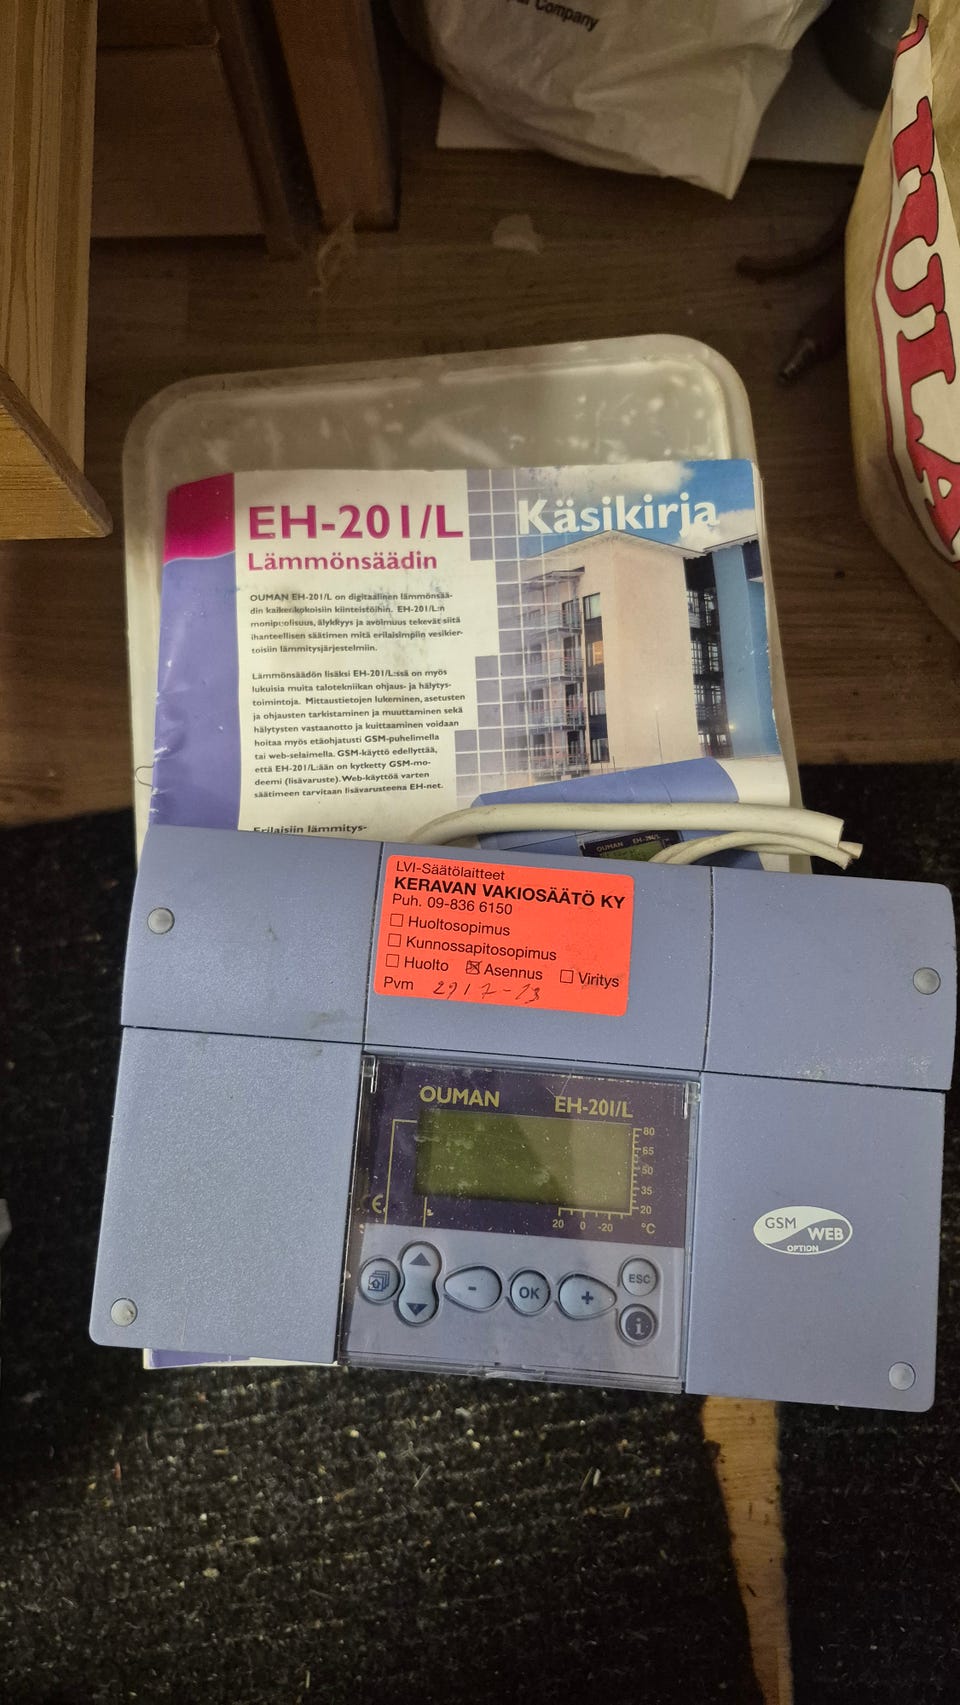 Company
TULA
EH-201/L
Lämmönsäädin
Käsikirja
OUMAN EH-201/L on digitaalinen lämmönsää-
din kaikenkokoisiin kiinteistöihin. EH-201/L:n
monipuolisuus, älykkyys ja avoimuus tekevät siitä
ihanteellisen säätimen mitä erilaisimpiin vesikier-
toisiin lämmitysjärjestelmiin.
Lämmönsäädön lisäksi EH-201/L:ssä on myös
lukuisia muita talotekniikan ohjaus- ja hälytys-
toimintoja. Mittaustietojen lukeminen, asetusten
ja ohjausten tarkistaminen ja muuttaminen sekä
hälytysten vastaanotto ja kuittaaminen voidaan
hoitaa myös etäohjatusti GSM-puhelimella
tai web-selaimella. GSM-käyttö edellyttää,
että EH-201/L:ään on kytketty GSM-mo-
deemi (lisävaruste). Web-käyttöä varten
säätimeen tarvitaan lisävarusteena EH-net.
Erilaisiin lämmitys-
OUMAN EH-201/L
LVI-Säätölaitteet
KERAVAN VAKIOSÄÄTÖ KY
Puh. 09-836 6150
Huoltosopimus
Kunnossapitosopimus
Huolto Asennus Viritys
Pvm
OUMAN EH-201/L
80
65
50
35
20
20 0 -20 °C
CE
GSM WEB
OPTION
- OK + ESC
i